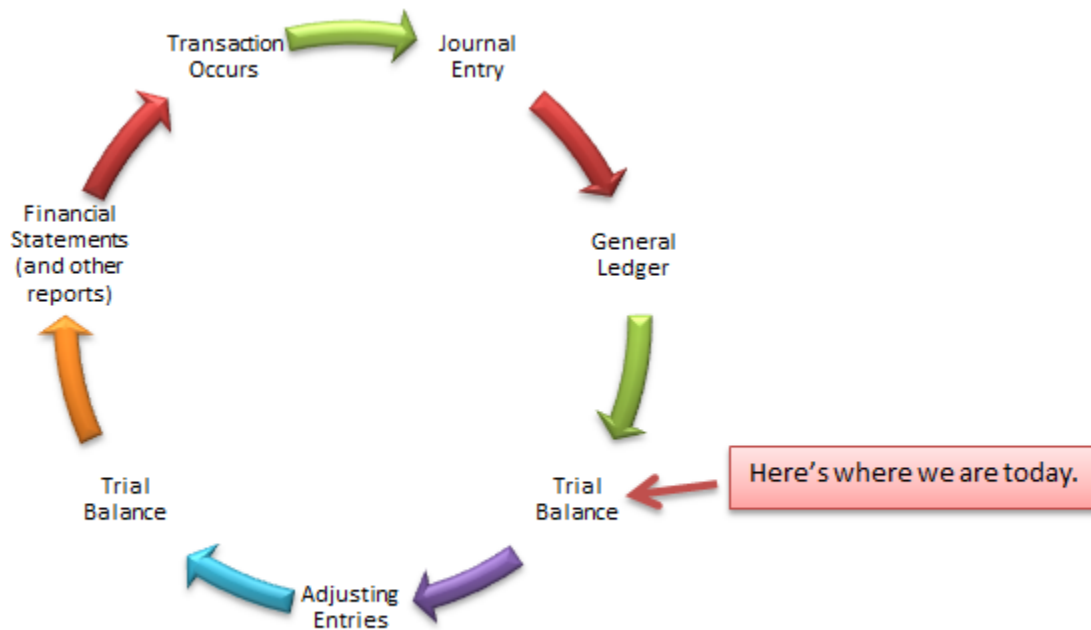 Transaction
Occurs
Journal
Entry
General
Ledger
Trial
Balance
Here's where we are today.
Adjusting
Entries
Trial
Balance
Financial
Statements
(and other
reports)